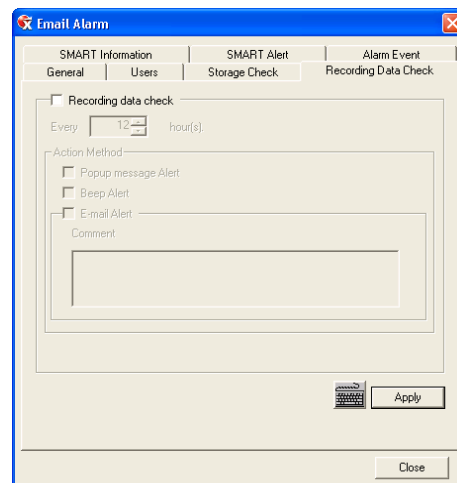 Email Alarm
SMART Information SMART Alert Alarm Event
General Users Storage Check Recording Data Check
Recording data check
Every 12 hour(s).
Action Method
Popup message Alert
Beep Alert
E-mail Alert
Comment
Apply
Close